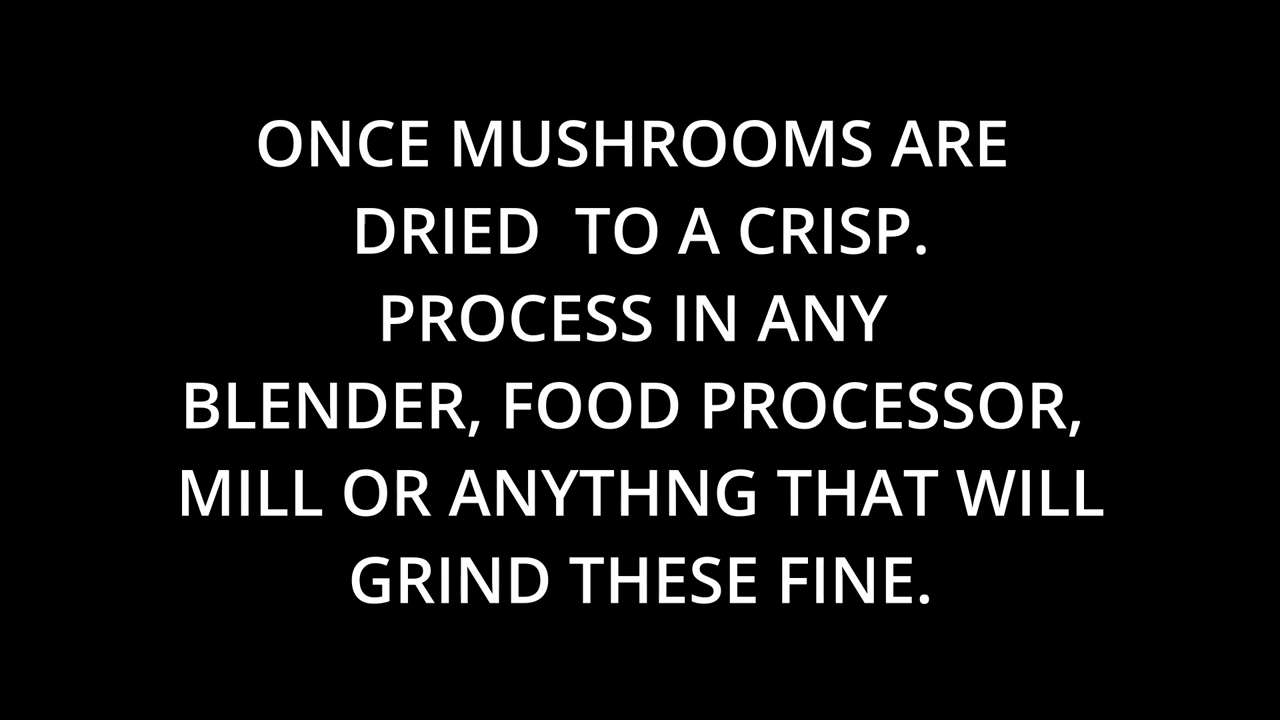 ONCE MUSHROOMS ARE
DRIED  TO A CRISP.
PROCESS IN ANY
BLENDER, FOOD PROCESSOR,
MILL OR ANYTHNG THAT WILL
GRIND THESE FINE.